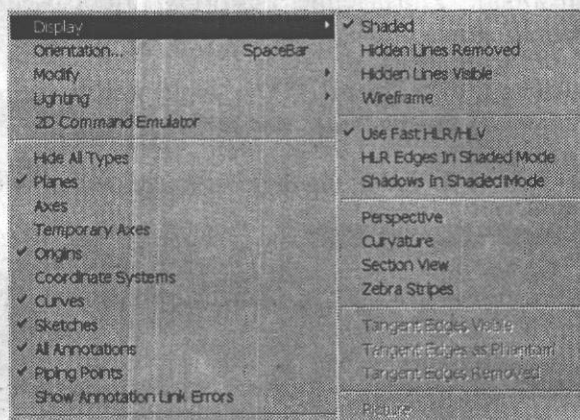 Display
Orientation... SpaceBar
Modify
Lighting
2D Command Emulator
Hide All Types
Planes
Axes
Temporary Axes
Origins
Coordinate Systems
Curves
Sketches
All Annotations
Piping Points
Show Annotation Link Errors
Shaded
Hidden Lines Removed
Hidden Lines Visible
Wireframe
Use Fast HLR/HLV
HLR Edges In Shaded Mode
Shadows In Shaded Mode
Perspective
Curvature
Section View
Zebra Stripes
Tangent Edges Visible
Tangent Edges as Phantom
Tangent Edges Removed
Picture